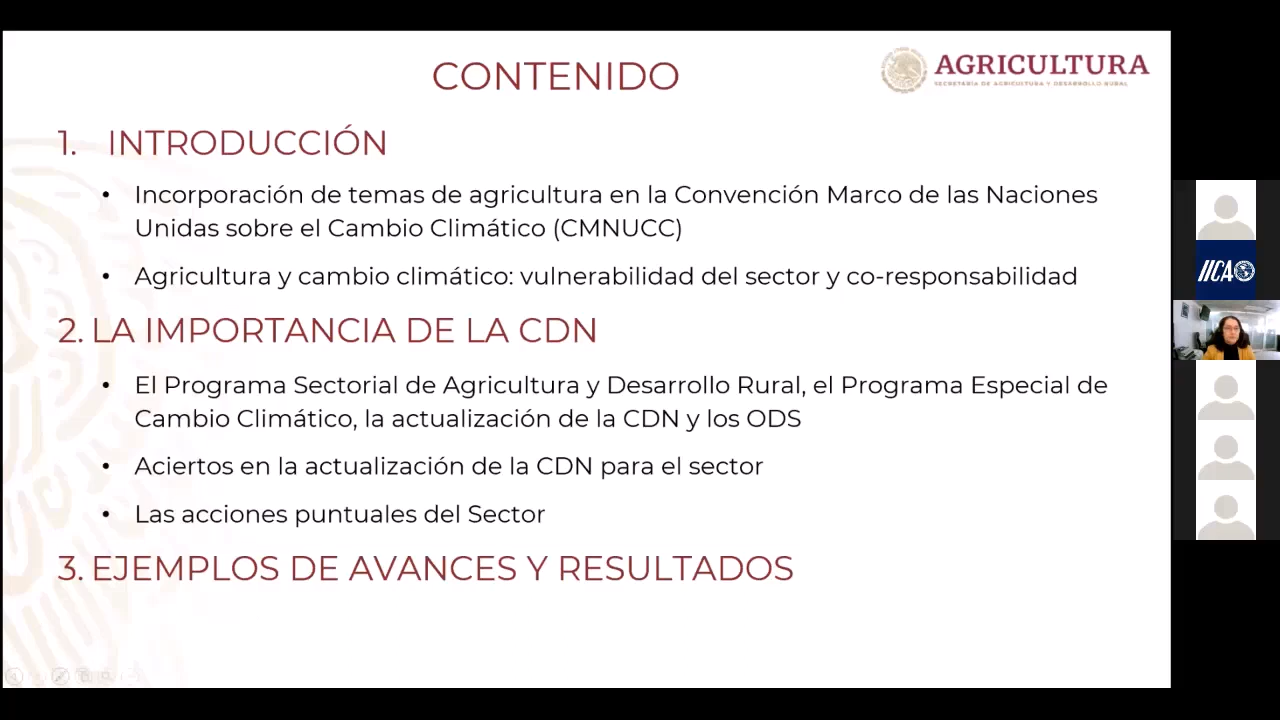 CONTENIDO
AGRICULTURA
SECRETARÍA DE AGRICULTURA Y DESARROLLO RURAL
1. INTRODUCCIÓN
• Incorporación de temas de agricultura en la Convención Marco de las Naciones
Unidas sobre el Cambio Climático (CMNUCC)
• Agricultura y cambio climático: vulnerabilidad del sector y co-responsabilidad
2. LA IMPORTANCIA DE LA CDN
• El Programa Sectorial de Agricultura y Desarrollo Rural, el Programa Especial de
Cambio Climático, la actualización de la CDN y los ODS
• Aciertos en la actualización de la CDN para el sector
• Las acciones puntuales del Sector
3. EJEMPLOS DE AVANCES Y RESULTADOS
IICA